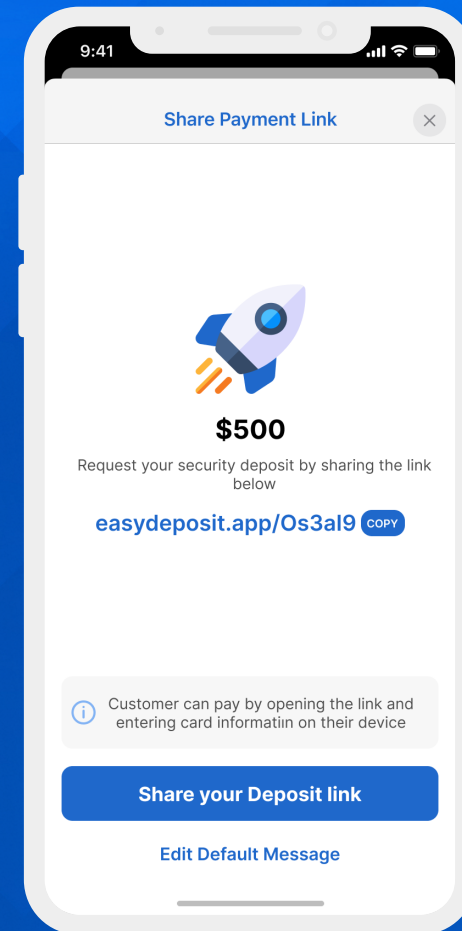 9:41
Share Payment Link
$500
Request your security deposit by sharing the link
below
easydeposit.app/Os3al9 COPY
Customer can pay by opening the link and
entering card informatiın on their device
Share your Deposit link
Edit Default Message